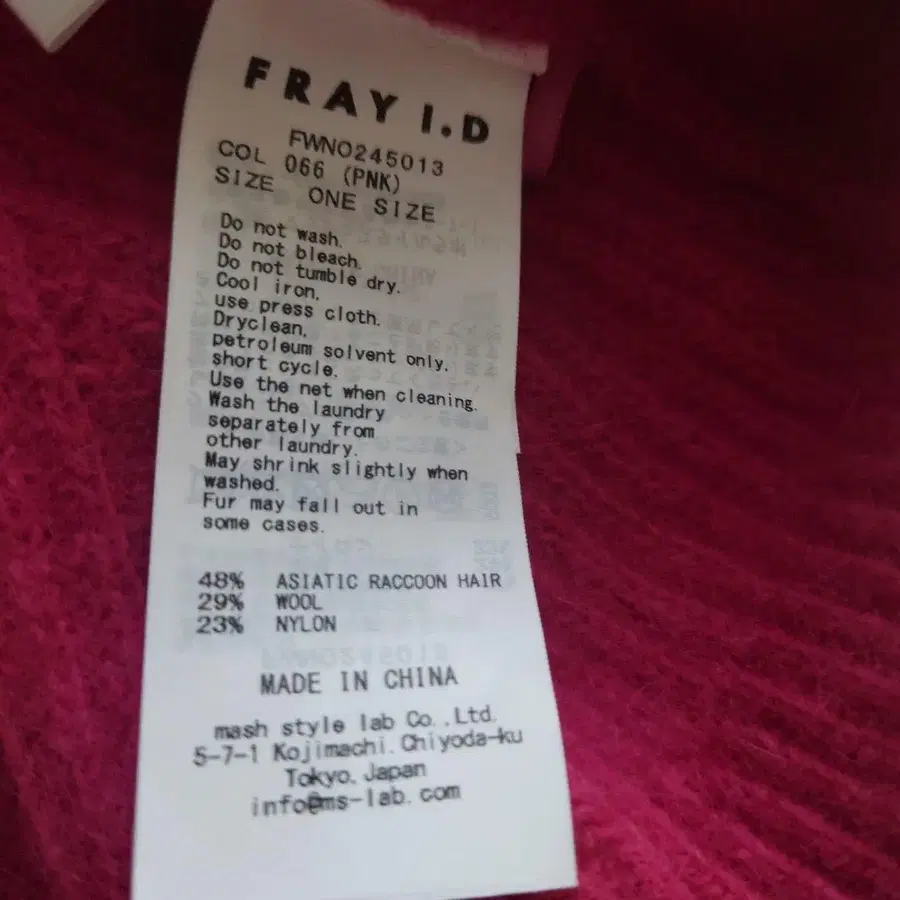 FRAY I.D
FWNO245013
COL 066 (PNK)
SIZE ONE SIZE
Do not wash.
Do not bleach.
Do not tumble dry.
Cool iron,
use press cloth.
Dryclean,
petroleum solvent only,
short cycle.
Use the net when cleaning.
Wash the laundry
separately from
other laundry.
May shrink slightly when
washed.
Fur may fall out in
some cases.
48% ASIATIC RACCOON HAIR
29% WOOL
23% NYLON
MADE IN CHINA
mash style lab Co.,Ltd.
5-7-1 Kojimachi,Chiyoda-ku
Tokyo,Japan
info@ms-lab.com